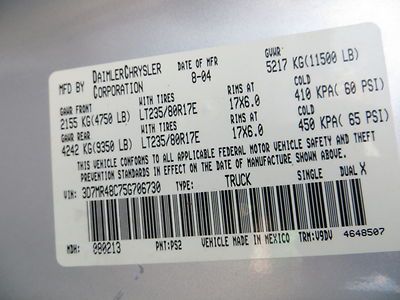 MFD BY DAIMLERCHRYSLER CORPORATION DATE OF MFR 8-04 GVWR 5217 KG(11500 LB)
GAWR FRONT WITH TIRES RIMS AT COLD
2155 KG(4750 LB) LT235/80R17E 17X6.0 410 KPA( 60 PSI)
GAWR REAR WITH TIRES RIMS AT COLD
4242 KG(9350 LB) LT235/80R17E 17X6.0 450 KPA( 65 PSI)
THIS VEHICLE CONFORMS TO ALL APPLICABLE FEDERAL MOTOR VEHICLE SAFETY AND THEFT
PREVENTION STANDARDS IN EFFECT ON THE DATE OF MANUFACTURE SHOWN ABOVE.
VIN: 3D7MR48C75G706730 TYPE: TRUCK SINGLE DUAL X
MDH: 080213 PNT:PS2 VEHICLE MADE IN MEXICO TRM:V9DV 4648507